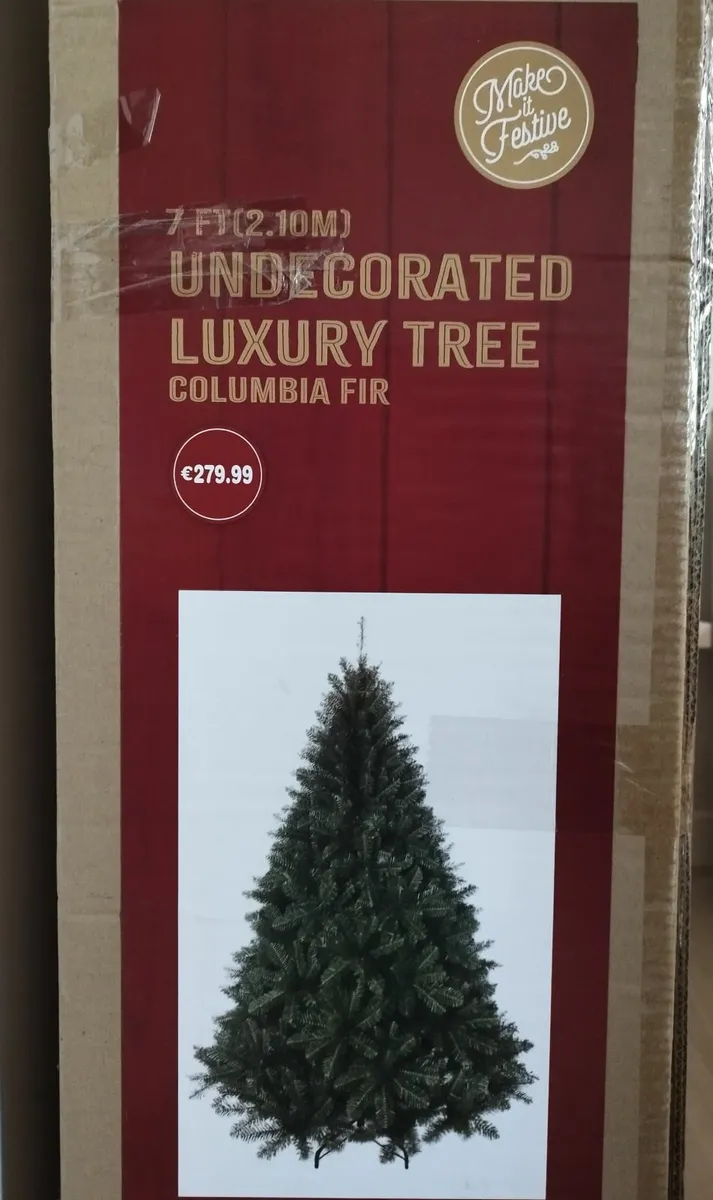 Make
it
Festive
7 FT(2.10M)
UNDECORATED
LUXURY TREE
COLUMBIA FIR
€279.99